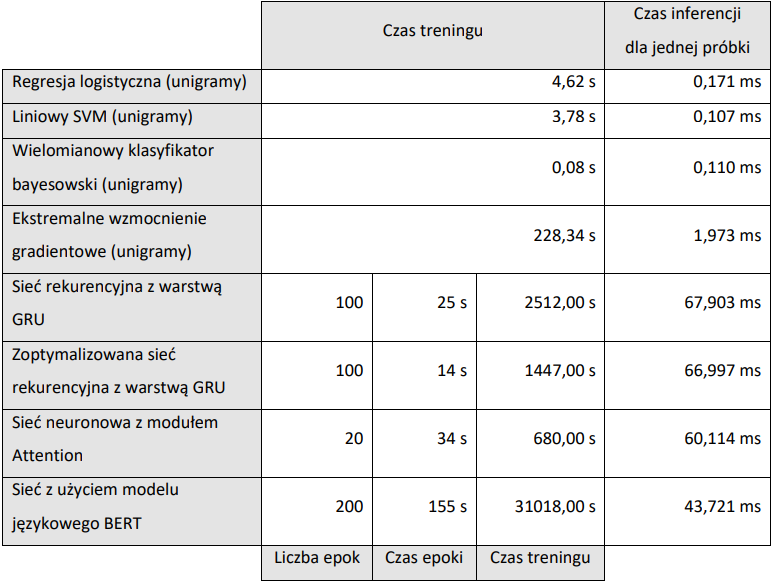 Czas treningu
Czas inferencji
dla jednej próbki
Regresja logistyczna (unigramy) 4,62 s 0,171 ms
Liniowy SVM (unigramy) 3,78 s 0,107 ms
Wielomianowy klasyfikator
bayesowski (unigramy) 0,08 s 0,110 ms
Ekstremalne wzmocnienie
gradientowe (unigramy) 228,34 s 1,973 ms
Sieć rekurencyjna z warstwą
GRU 100 25 s 2512,00 s 67,903 ms
Zoptymalizowana sieć
rekurencyjna z warstwą GRU 100 14 s 1447,00 s 66,997 ms
Sieć neuronowa z modułem
Attention 20 34 s 680,00 s 60,114 ms
Sieć z użyciem modelu
językowego BERT 200 155 s 31018,00 s 43,721 ms
Liczba epok Czas epoki Czas treningu